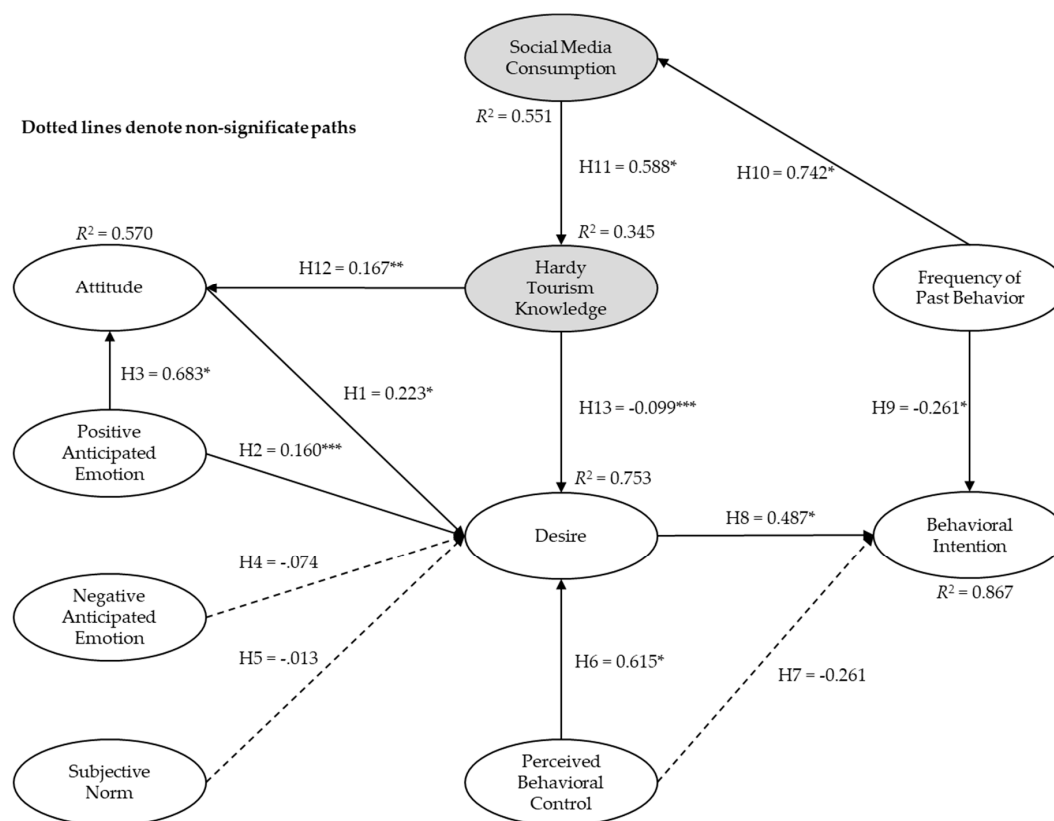 Social Media
Consumption
Dotted lines denote non-significate paths
R² = 0.551
H11 = 0.588*
H10 = 0.742*
R² = 0.570
R² = 0.345
Attitude
H12 = 0.167**
Hardy
Tourism
Knowledge
Frequency of
Past Behavior
H3 = 0.683*
H1 = 0.223*
H13 = -0.099***
H9 = -0.261*
Positive
Anticipated
Emotion
H2 = 0.160***
R² = 0.753
Desire
H8 = 0.487*
Behavioral
Intention
R² = 0.867
H4 = -.074
Negative
Anticipated
Emotion
H5 = -.013
H6 = 0.615*
H7 = -0.261
Subjective
Norm
Perceived
Behavioral
Control